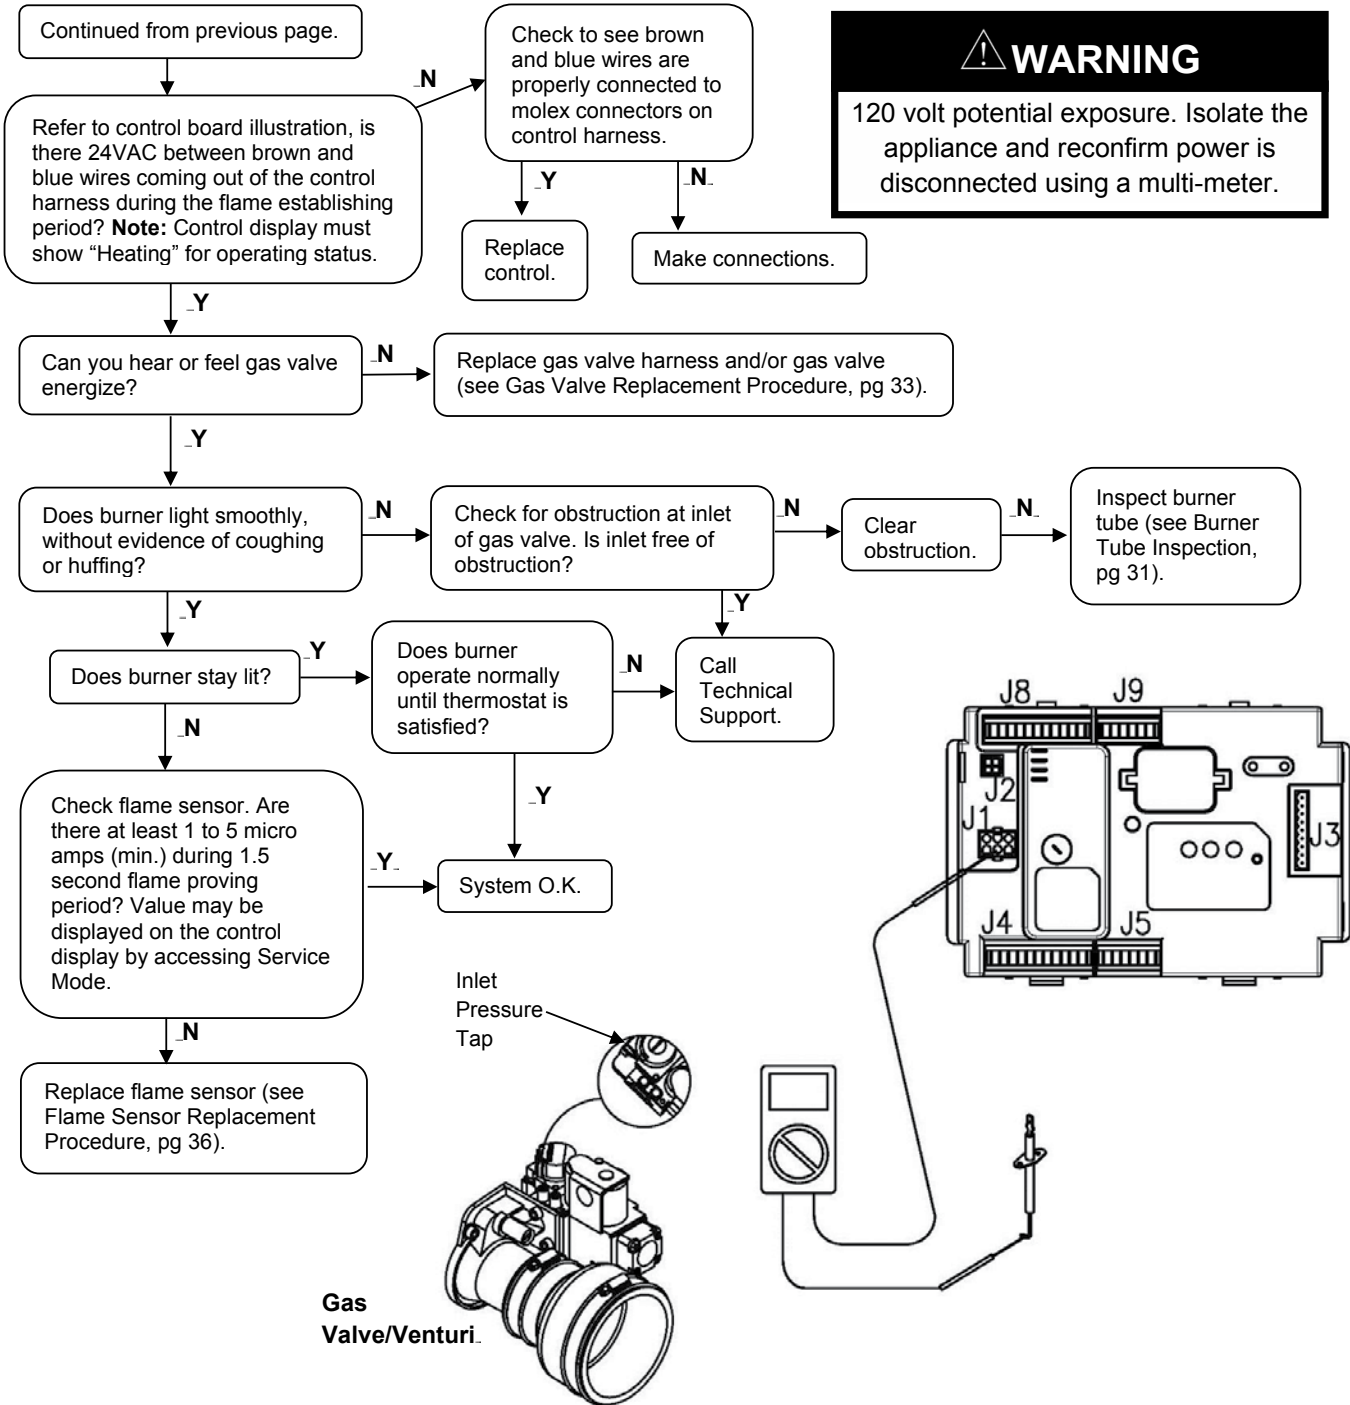 Continued from previous page.
Check to see brown
and blue wires are
properly connected to
molex connectors on
control harness.
⚠WARNING
120 volt potential exposure. Isolate the
appliance and reconfirm power is
disconnected using a multi-meter.
N
Refer to control board illustration, is
there 24VAC between brown and
blue wires coming out of the control
harness during the flame establishing
period? Note: Control display must
show “Heating” for operating status.
Y
N
Replace
control.
Make connections.
Y
Can you hear or feel gas valve
energize?
N
Replace gas valve harness and/or gas valve
(see Gas Valve Replacement Procedure, pg 33).
Y
Does burner light smoothly,
without evidence of coughing
or huffing?
N
Check for obstruction at inlet
of gas valve. Is inlet free of
obstruction?
N
Clear
obstruction.
N
Inspect burner
tube (see Burner
Tube Inspection,
pg 31).
Y
Y
Does burner stay lit?
Y
Does burner
operate normally
until thermostat is
satisfied?
N
Call
Technical
Support.
N
Y
Check flame sensor. Are
there at least 1 to 5 micro
amps (min.) during 1.5
second flame proving
period? Value may be
displayed on the control
display by accessing Service
Mode.
Y
System O.K.
N
Replace flame sensor (see
Flame Sensor Replacement
Procedure, pg 36).
J8
J9
J2
J1
J3
J4
J5
Inlet
Pressure
Tap
Gas
Valve/Venturi